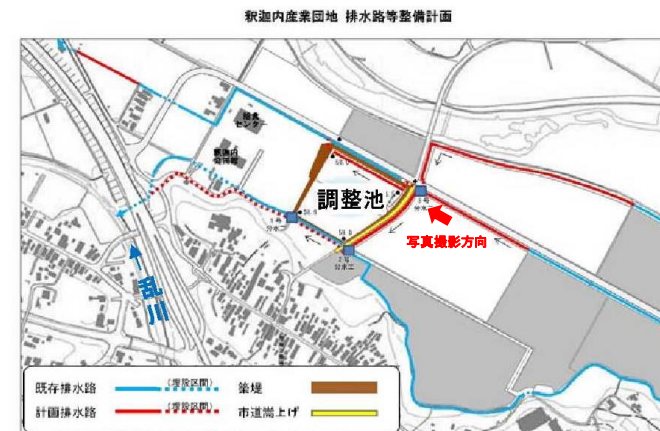 釈迦内産業団地 排水路等整備計画
調整池
写真撮影方向
乱川
既存排水路
(埋設区間)
築堤
計画排水路
(埋設区間)
市道嵩上げ